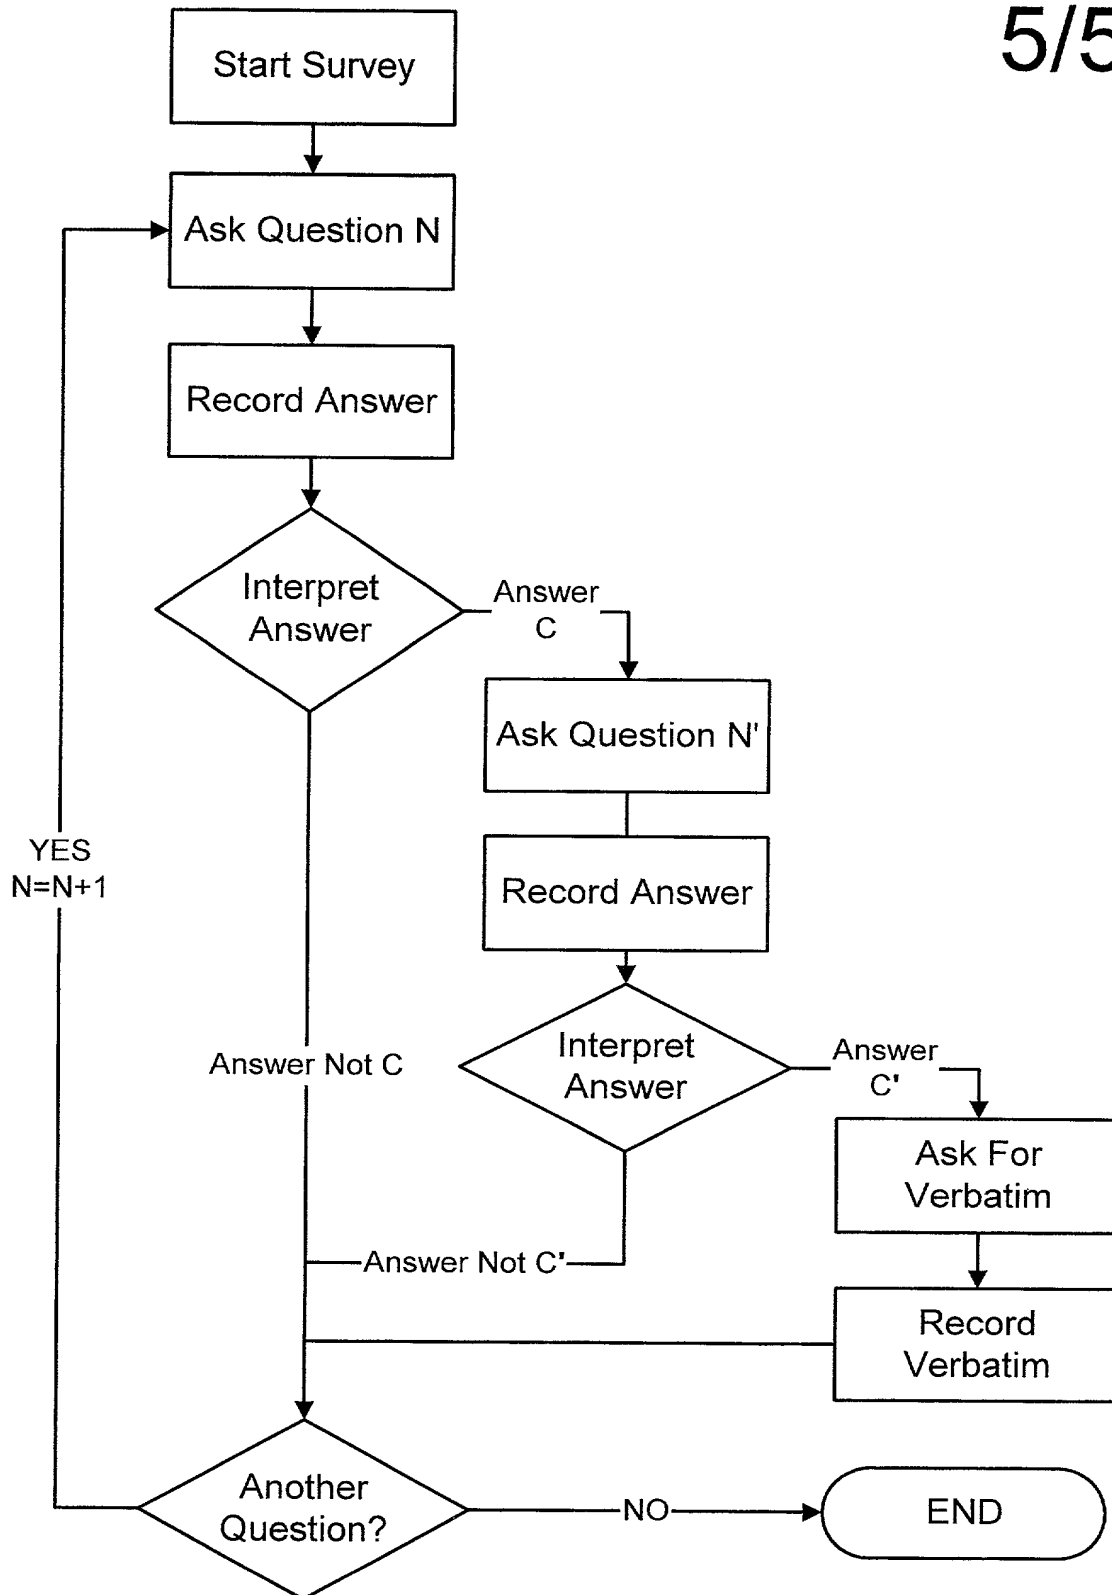 5/5
Start Survey
Ask Question N
Record Answer
Interpret
Answer
Answer
C
Ask Question N'
YES
N=N+1
Record Answer
Interpret
Answer
Answer
C'
Answer Not C
Ask For
Verbatim
Answer Not C'
Record
Verbatim
Another
Question?
NO
END